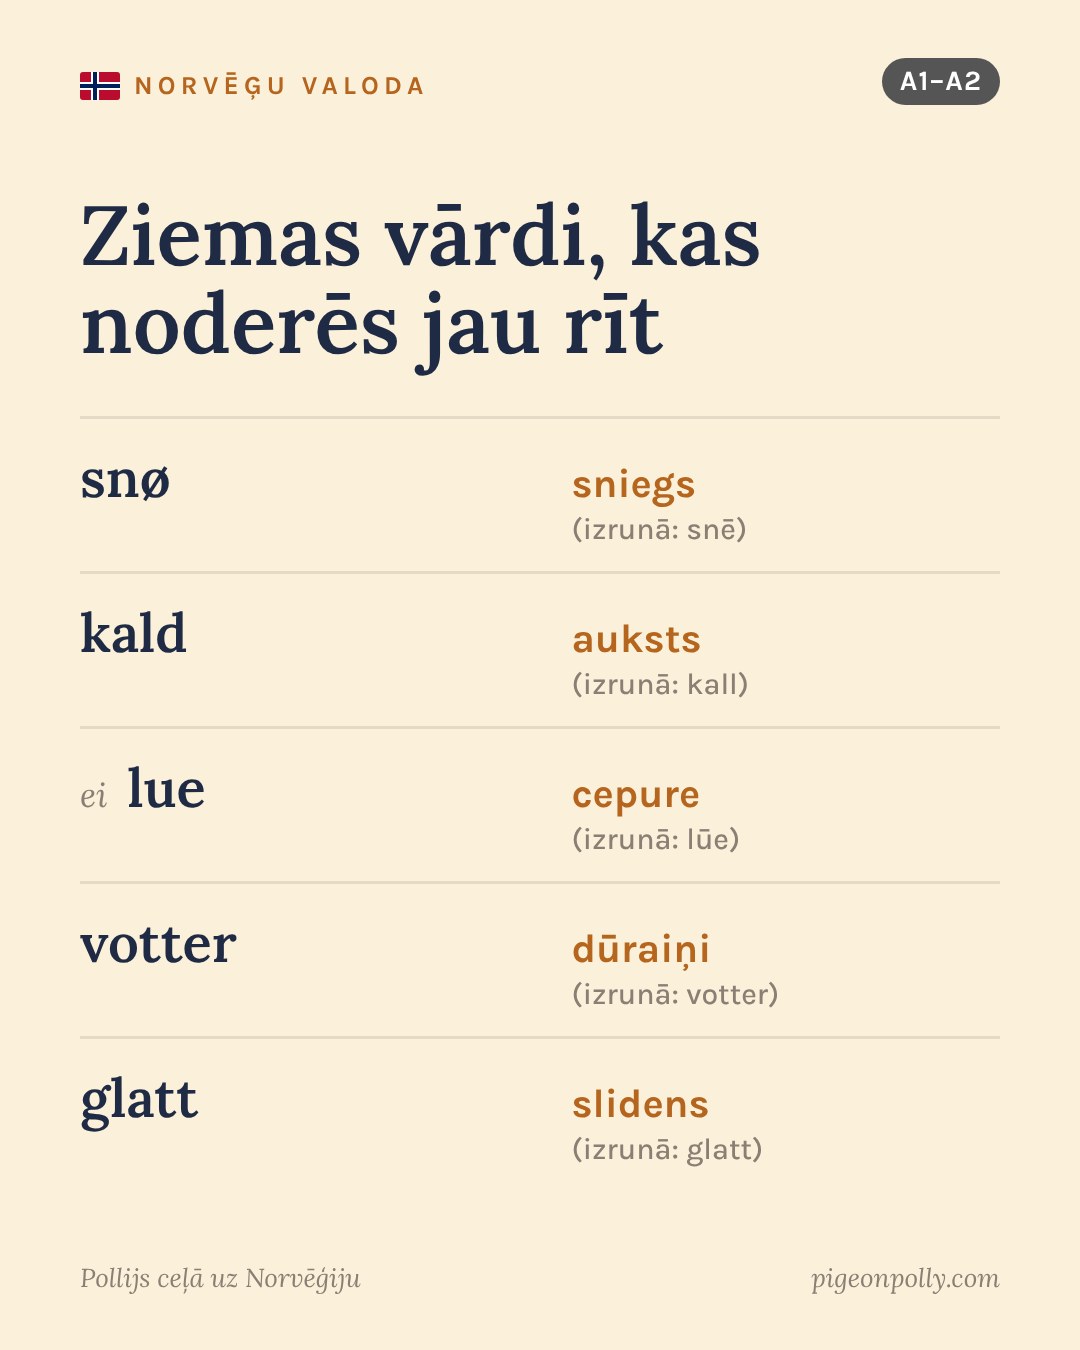 NORVĒĢU VALODA
A1–A2
Ziemas vārdi, kas
noderēs jau rīt
snø
sniegs
(izrunā: snē)
kald
auksts
(izrunā: kall)
ei lue
cepure
(izrunā: lūe)
votter
dūraiņi
(izrunā: votter)
glatt
slidens
(izrunā: glatt)
Pollijs ceļā uz Norvēģiju
pigeonpolly.com